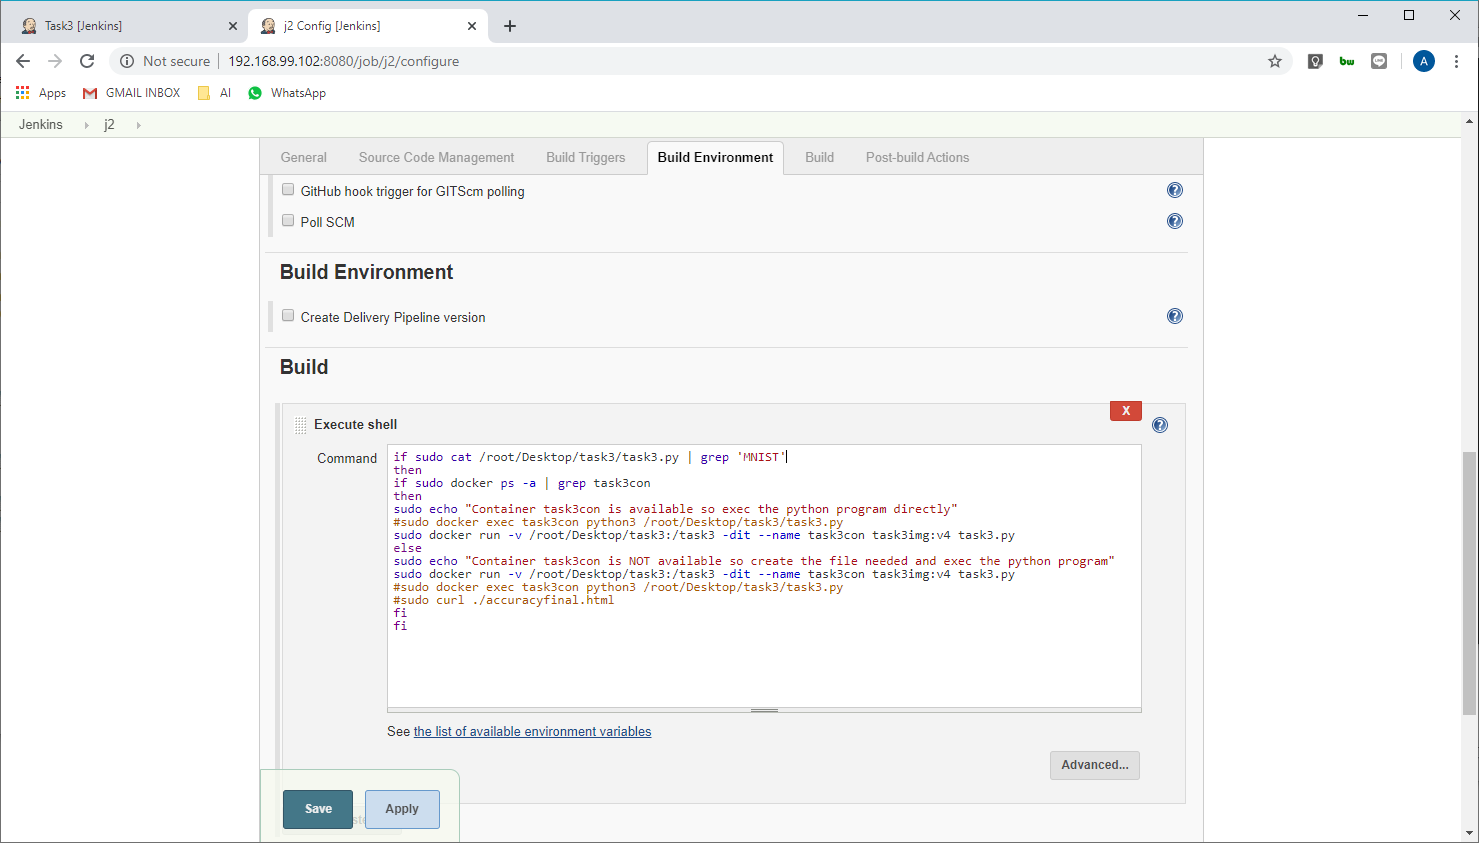 Task3 [Jenkins]
j2 Config [Jenkins]
Not secure
192.168.99.102:8080/job/j2/configure
A
Apps
GMAIL INBOX
AI
WhatsApp
Jenkins
j2
General
Source Code Management
Build Triggers
Build Environment
Build
Post-build Actions
GitHub hook trigger for GITScm polling
Poll SCM
Build Environment
Create Delivery Pipeline version
Build
X
Execute shell
Command
if sudo cat /root/Desktop/task3/task3.py | grep 'MNIST'
then
if sudo docker ps -a | grep task3con
then
sudo echo "Container task3con is available so exec the python program directly"
#sudo docker exec task3con python3 /root/Desktop/task3/task3.py
sudo docker run -v /root/Desktop/task3:/task3 -dit --name task3con task3img:v4 task3.py
else
sudo echo "Container task3con is NOT available so create the file needed and exec the python program"
sudo docker run -v /root/Desktop/task3:/task3 -dit --name task3con task3img:v4 task3.py
#sudo docker exec task3con python3 /root/Desktop/task3/task3.py
#sudo curl ./accuracyfinal.html
fi
fi
See the list of available environment variables
Advanced...
Save
Apply